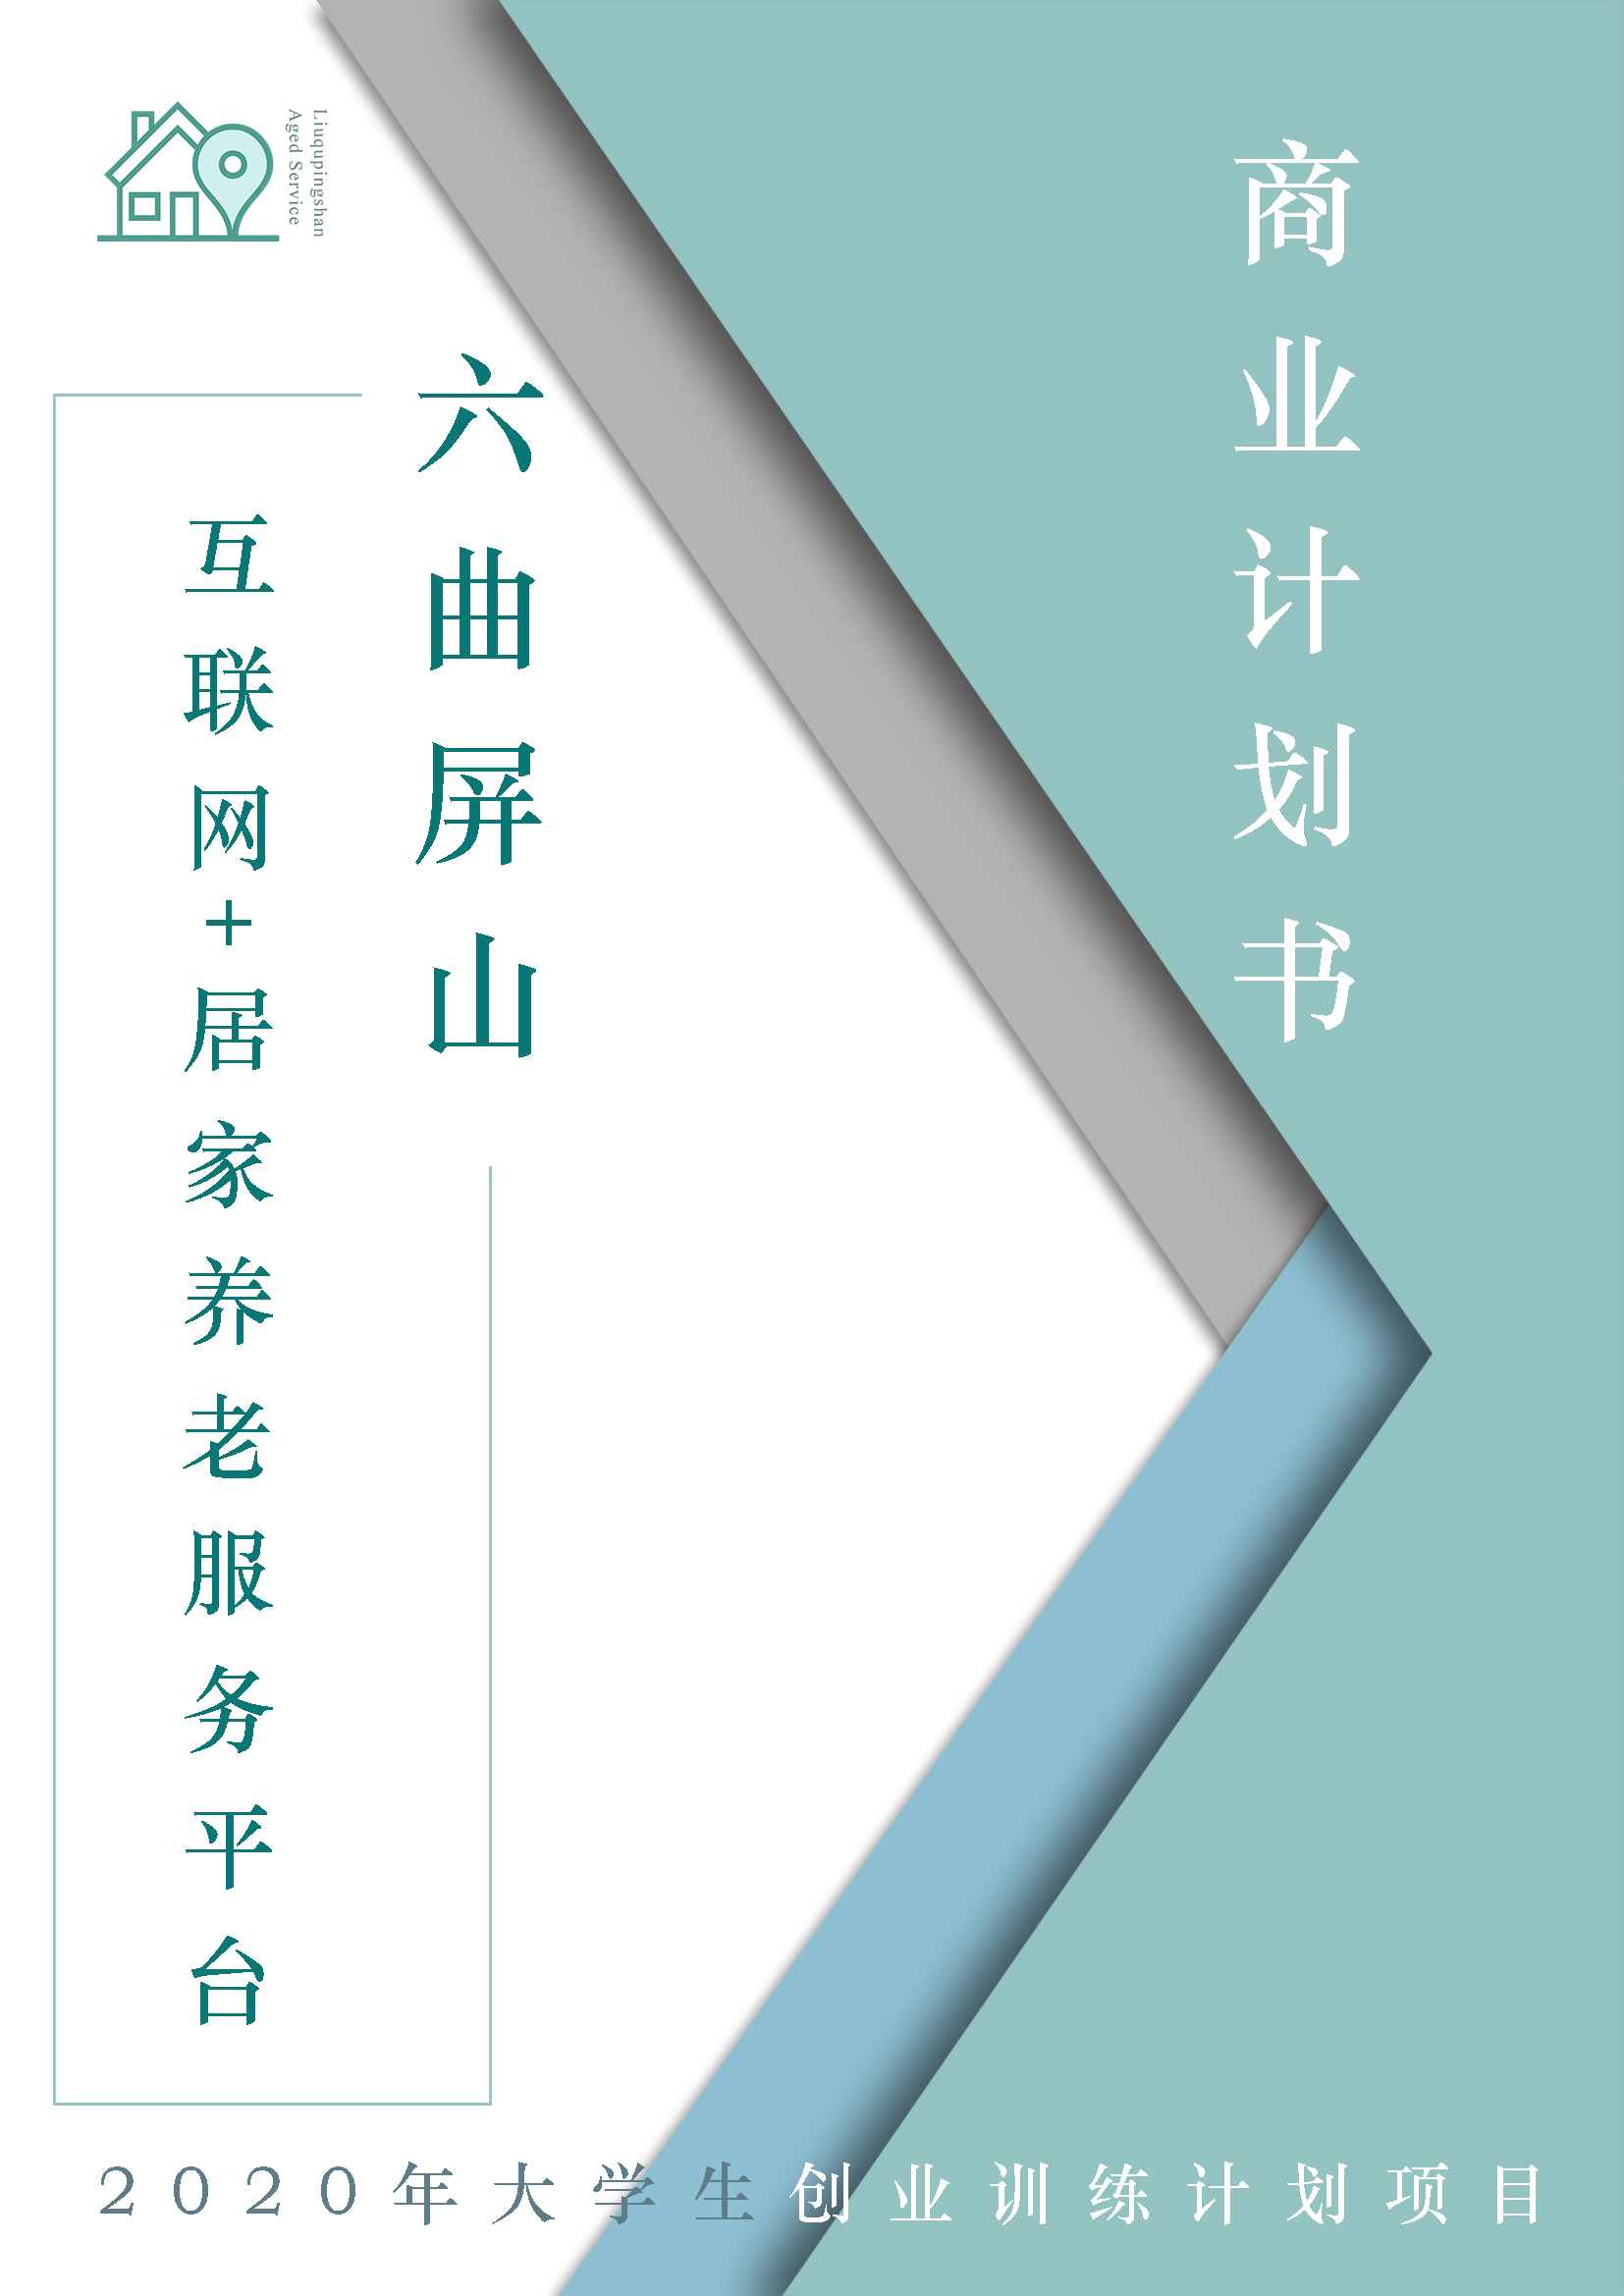 Liuqupingshan
Aged Service
商业计划书
六曲屏山
互联网+居家养老服务平台
2020年大学生创业训练计划项目